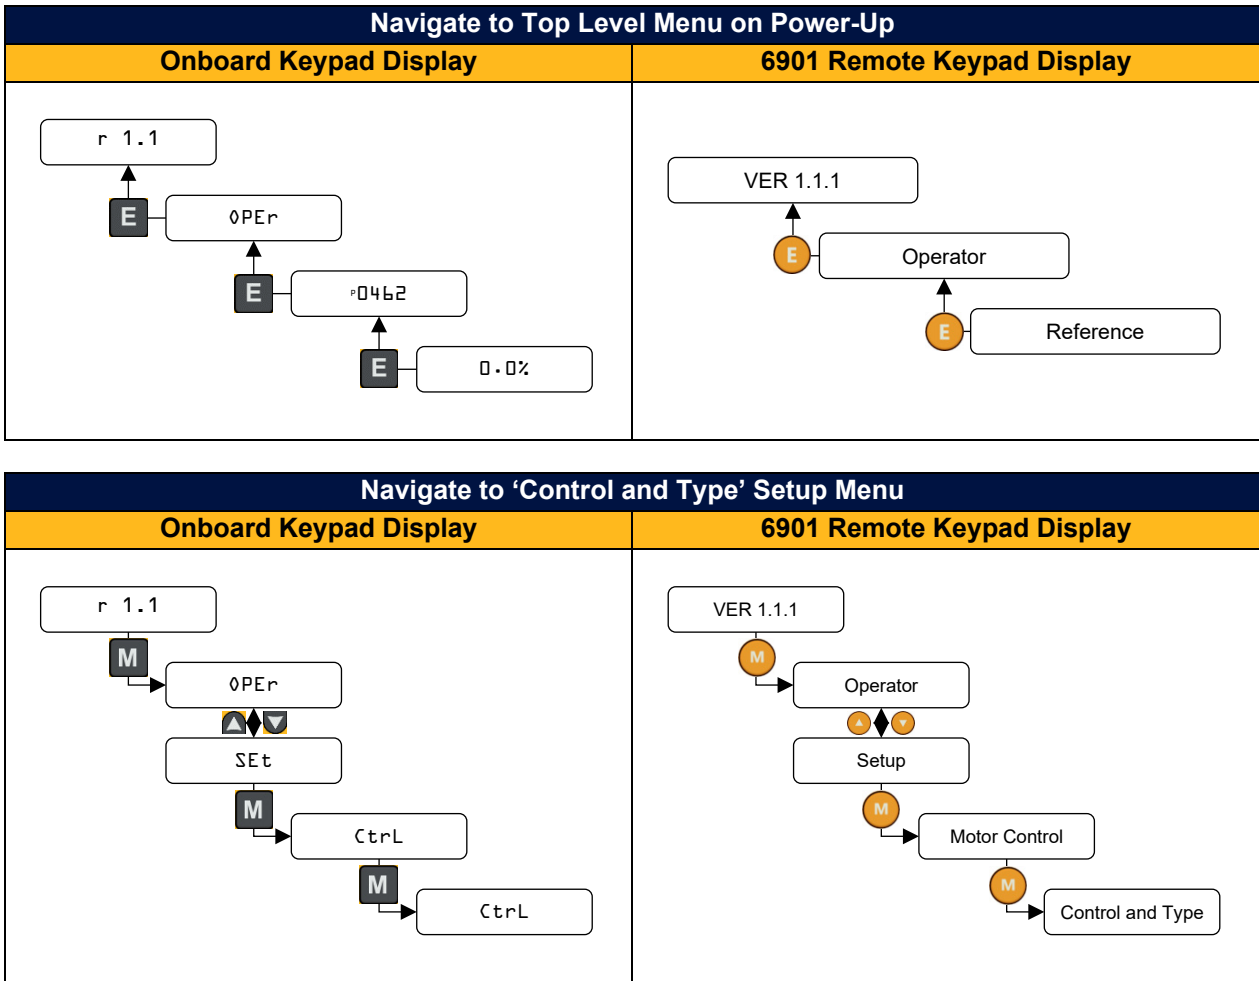 Navigate to Top Level Menu on Power-Up
Onboard Keypad Display
6901 Remote Keypad Display
r 1.1
E
OPEr
E
P0462
E
0.0%
VER 1.1.1
E
Operator
E
Reference
Navigate to ‘Control and Type’ Setup Menu
Onboard Keypad Display
6901 Remote Keypad Display
r 1.1
M
OPEr
SEt
M
CtrL
M
CtrL
VER 1.1.1
M
Operator
Setup
M
Motor Control
M
Control and Type